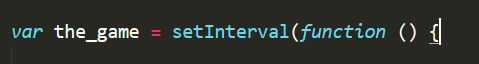 var the_game = setInterval(function () {